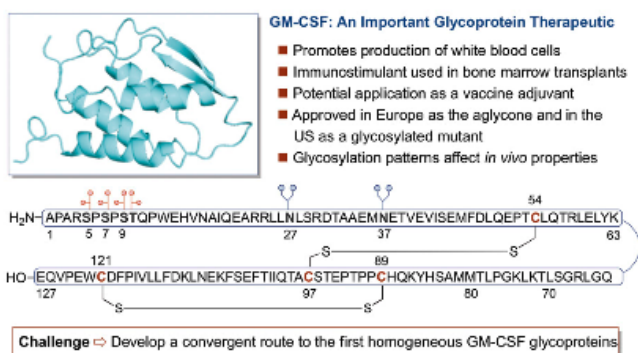 GM-CSF: An Important Glycoprotein Therapeutic
Promotes production of white blood cells
Immunostimulant used in bone marrow transplants
Potential application as a vaccine adjuvant
Approved in Europe as the aglycone and in the
US as a glycosylated mutant
Glycosylation patterns affect in vivo properties
54
H₂N APARSPSPSTQPWEHVNAIQEARRLLNLSRDTAAEMNETVEVISEMFDLQEPTCLQTRLELYK
1 5 7 9 27 37 63
S S
121 89
HO EQVPEWCDFPIVLLFDKLNEKFSEFTIIQTACSTEPTPPCHQKYHSAMMTLPGKLKTLSGRLGQ
127 97 80 70
S S
Challenge ⇨ Develop a convergent route to the first homogeneous GM-CSF glycoproteins